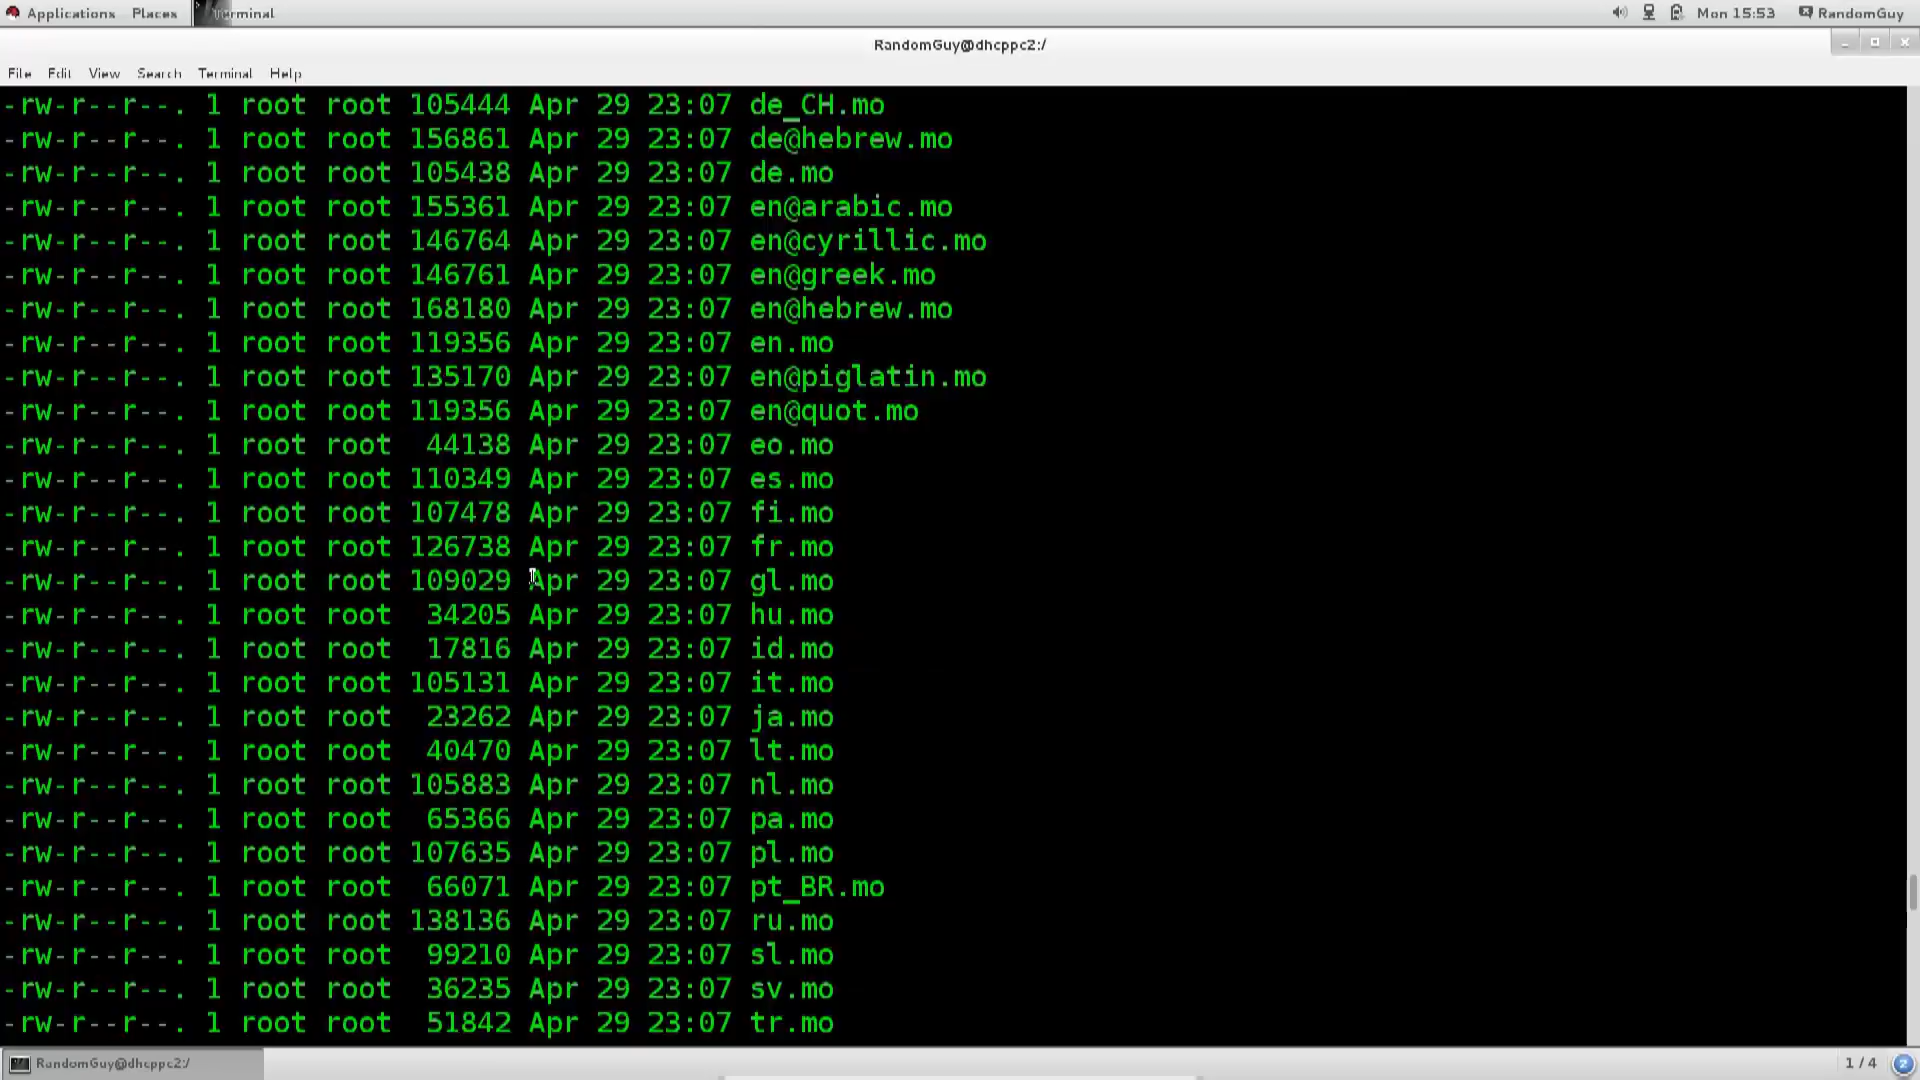 Applications Places Terminal Mon 15:53 RandomGuy
RandomGuy@dhcppc2:/
File Edit View Search Terminal Help
-rw-r--r--. 1 root root 105444 Apr 29 23:07 de_CH.mo
-rw-r--r--. 1 root root 156861 Apr 29 23:07 de@hebrew.mo
-rw-r--r--. 1 root root 105438 Apr 29 23:07 de.mo
-rw-r--r--. 1 root root 155361 Apr 29 23:07 en@arabic.mo
-rw-r--r--. 1 root root 146764 Apr 29 23:07 en@cyrillic.mo
-rw-r--r--. 1 root root 146761 Apr 29 23:07 en@greek.mo
-rw-r--r--. 1 root root 168180 Apr 29 23:07 en@hebrew.mo
-rw-r--r--. 1 root root 119356 Apr 29 23:07 en.mo
-rw-r--r--. 1 root root 135170 Apr 29 23:07 en@piglatin.mo
-rw-r--r--. 1 root root 119356 Apr 29 23:07 en@quot.mo
-rw-r--r--. 1 root root 44138 Apr 29 23:07 eo.mo
-rw-r--r--. 1 root root 110349 Apr 29 23:07 es.mo
-rw-r--r--. 1 root root 107478 Apr 29 23:07 fi.mo
-rw-r--r--. 1 root root 126738 Apr 29 23:07 fr.mo
-rw-r--r--. 1 root root 109029 Apr 29 23:07 gl.mo
-rw-r--r--. 1 root root 34205 Apr 29 23:07 hu.mo
-rw-r--r--. 1 root root 17816 Apr 29 23:07 id.mo
-rw-r--r--. 1 root root 105131 Apr 29 23:07 it.mo
-rw-r--r--. 1 root root 23262 Apr 29 23:07 ja.mo
-rw-r--r--. 1 root root 40470 Apr 29 23:07 lt.mo
-rw-r--r--. 1 root root 105883 Apr 29 23:07 nl.mo
-rw-r--r--. 1 root root 65366 Apr 29 23:07 pa.mo
-rw-r--r--. 1 root root 107635 Apr 29 23:07 pl.mo
-rw-r--r--. 1 root root 66071 Apr 29 23:07 pt_BR.mo
-rw-r--r--. 1 root root 138136 Apr 29 23:07 ru.mo
-rw-r--r--. 1 root root 99210 Apr 29 23:07 sl.mo
-rw-r--r--. 1 root root 36235 Apr 29 23:07 sv.mo
-rw-r--r--. 1 root root 51842 Apr 29 23:07 tr.mo
RandomGuy@dhcppc2:/ 1 / 4 2